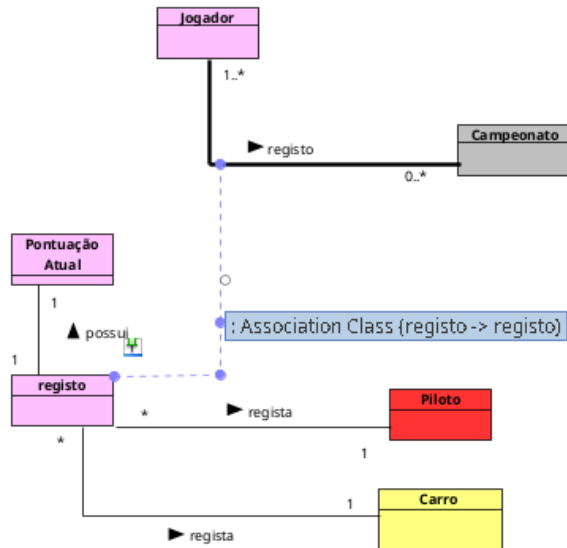 Jogador
1..*
registo
Campeonato
0..*
Pontuação
Atual
1
possui
1
: Association Class (registo -> registo)
registo
*
regista
Piloto
1
*
1
Carro
regista